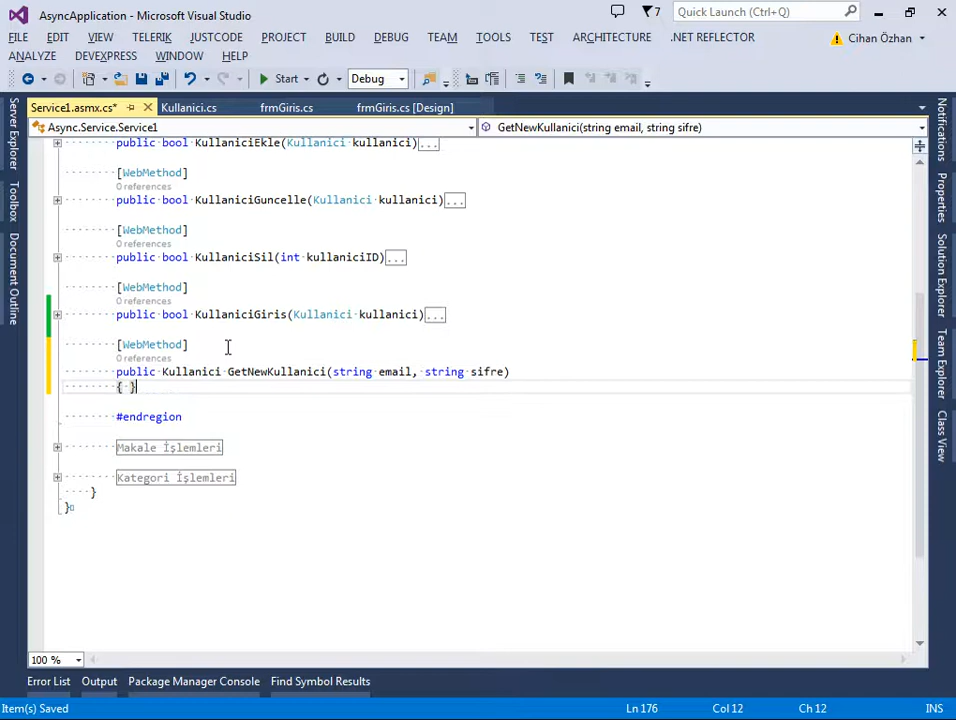 AsyncApplication - Microsoft Visual Studio
7
Quick Launch (Ctrl+Q)
FILE EDIT VIEW TELERIK JUSTCODE PROJECT BUILD DEBUG TEAM TOOLS TEST ARCHITECTURE .NET REFLECTOR
Cihan Özhan
ANALYZE DEVEXPRESS WINDOW HELP
Start Debug
Service1.asmx.cs* Kullanici.cs frmGiris.cs frmGiris.cs [Design]
Async.Service.Service1 GetNewKullanici(string email, string sifre)
public bool KullaniciEkle(Kullanici kullanici)...
[WebMethod]
0 references
public bool KullaniciGuncelle(Kullanici kullanici)...
[WebMethod]
0 references
public bool KullaniciSil(int kullaniciID)...
[WebMethod]
0 references
public bool KullaniciGiris(Kullanici kullanici)...
[WebMethod]
0 references
public Kullanici GetNewKullanici(string email, string sifre)
{ }
#endregion
Makale İşlemleri
Kategori İşlemleri
}
}
100 %
Error List Output Package Manager Console Find Symbol Results
Item(s) Saved Ln 176 Col 12 Ch 12 INS
Server Explorer
Toolbox
Document Outline
Notifications
Properties
Solution Explorer
Team Explorer
Class View